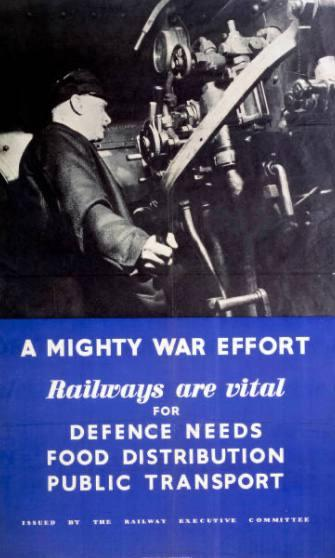 A MIGHTY WAR EFFORT
Railways are vital
FOR
DEFENCE NEEDS
FOOD DISTRIBUTION
PUBLIC TRANSPORT
ISSUED BY THE RAILWAY EXECUTIVE COMMITTEE